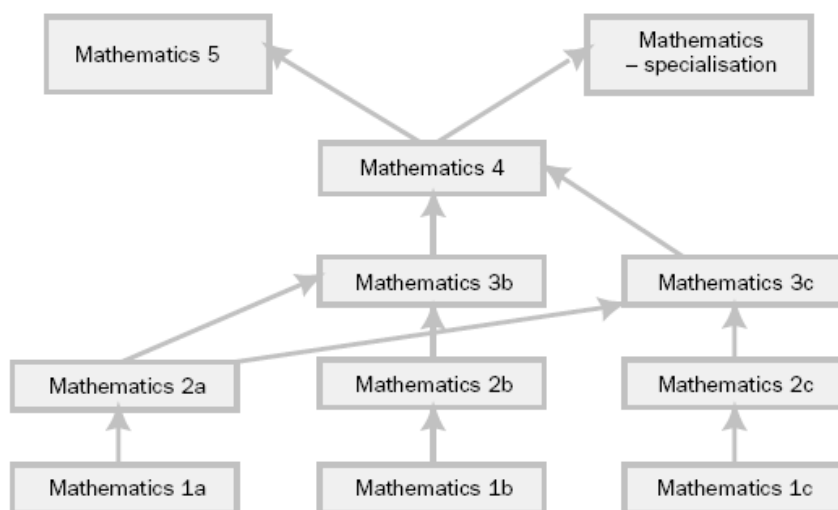 Mathematics 5
Mathematics
– specialisation
Mathematics 4
Mathematics 3b
Mathematics 3c
Mathematics 2a
Mathematics 2b
Mathematics 2c
Mathematics 1a
Mathematics 1b
Mathematics 1c